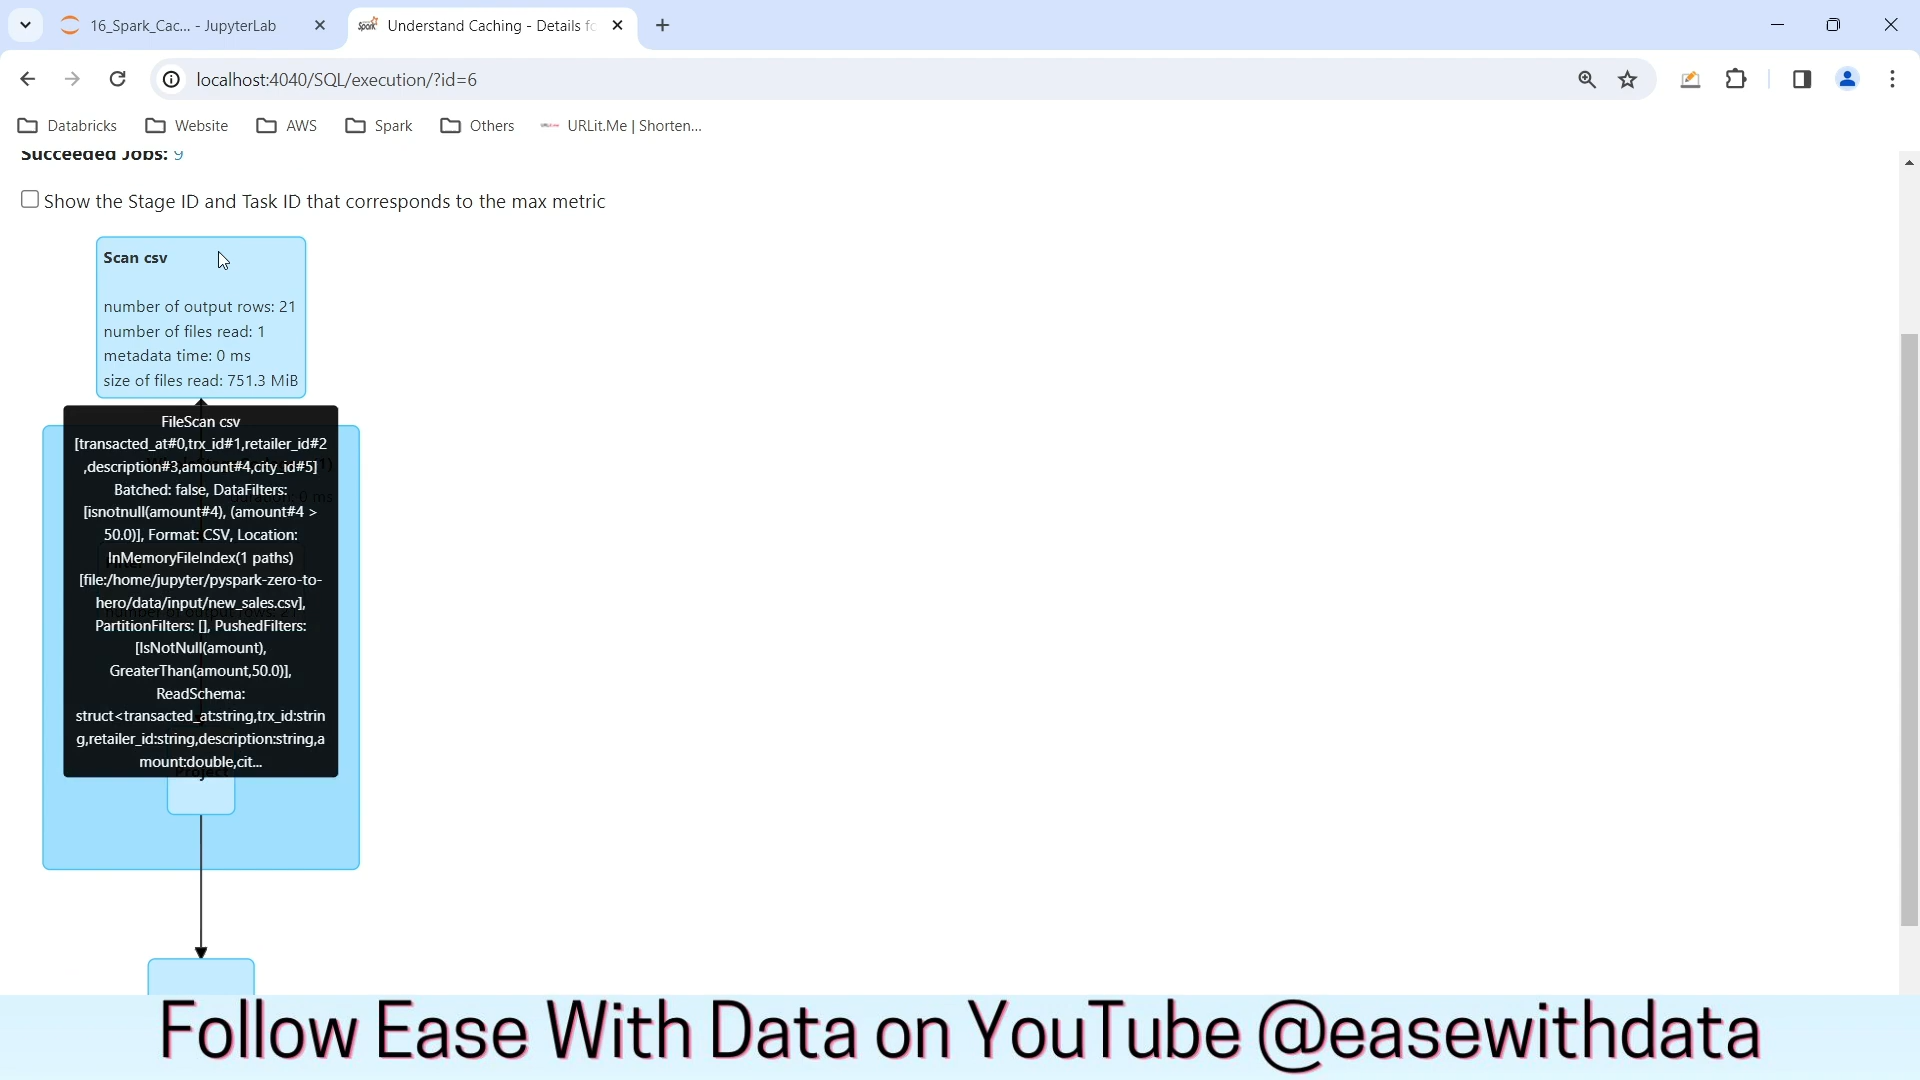 16_Spark_Cac... - JupyterLab
Understand Caching - Details fo
localhost:4040/SQL/execution/?id=6
Databricks
Website
AWS
Spark
Others
URLit.Me | Shorten...
Succeeded Jobs: 9
Show the Stage ID and Task ID that corresponds to the max metric
Scan csv
number of output rows: 21
number of files read: 1
metadata time: 0 ms
size of files read: 751.3 MiB
FileScan csv
[transacted_at#0,trx_id#1,retailer_id#2
,description#3,amount#4,city_id#5]
Batched: false, DataFilters:
[isnotnull(amount#4), (amount#4 >
50.0)], Format: CSV, Location:
InMemoryFileIndex(1 paths)
[file:/home/jupyter/pyspark-zero-to-
hero/data/input/new_sales.csv],
PartitionFilters: [], PushedFilters:
[IsNotNull(amount),
GreaterThan(amount,50.0)],
ReadSchema:
struct<transacted_at:string,trx_id:strin
g,retailer_id:string,description:string,a
mount:double,cit...
Project
Follow Ease With Data on YouTube @easewithdata